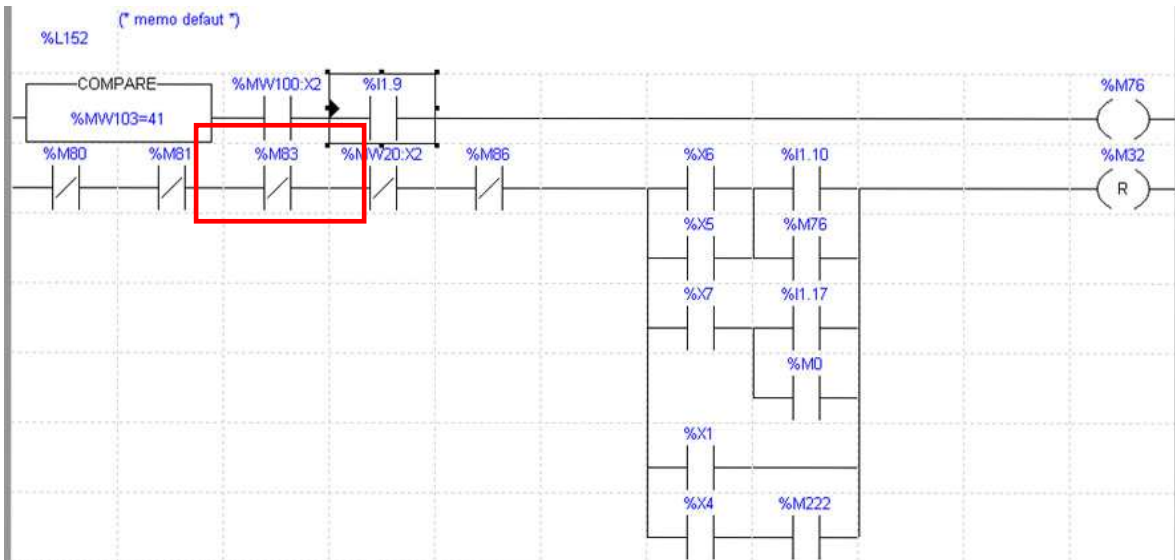 (* memo defaut *)
%L152
COMPARE %MW100:X2 %I1.9 %M76
%MW103=41
%M80 %M81 %M83 %MW20:X2 %M86 %X6 %I1.10 %M32
R
%X5 %M76
%X7 %I1.17
%M0
%X1
%X4 %M222